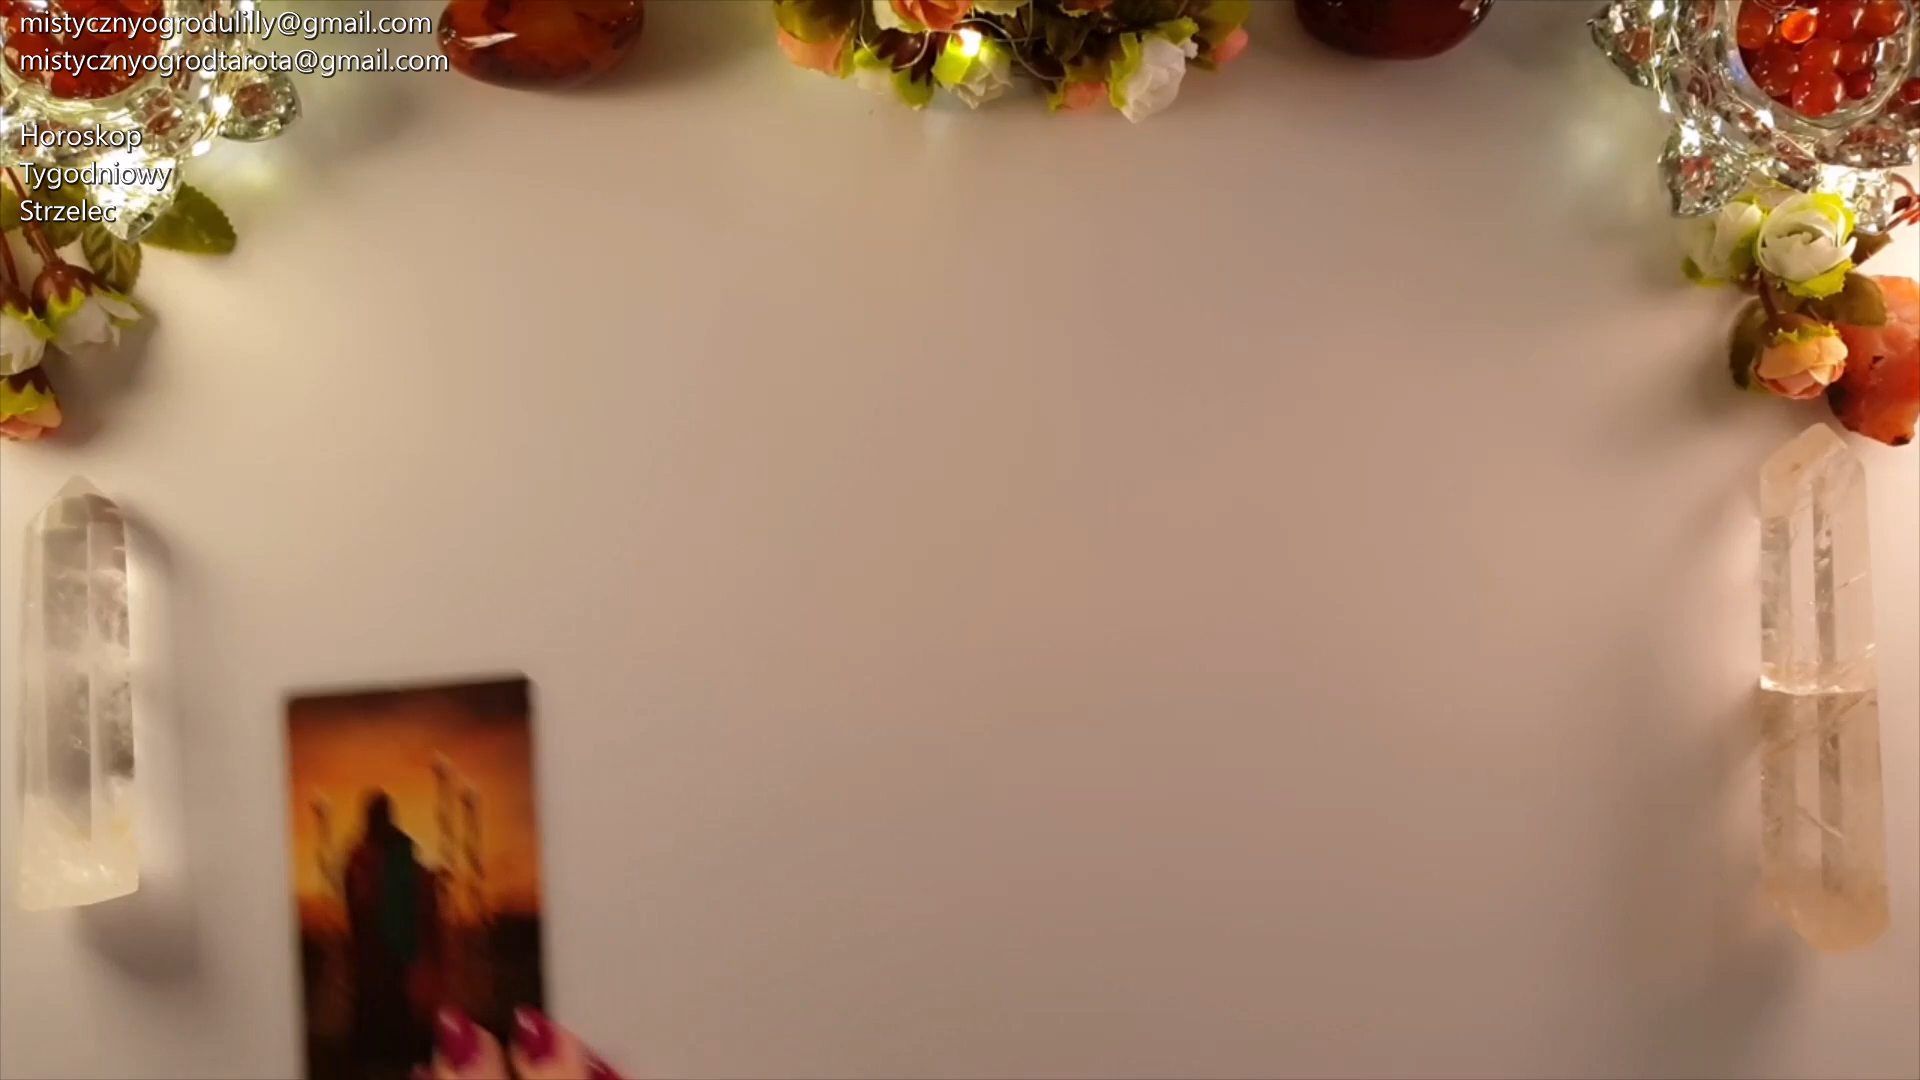 mistycznyogrodulilly@gmail.com
mistycznyogrodtarota@gmail.com
Horoskop
Tygodniowy
Strzelec